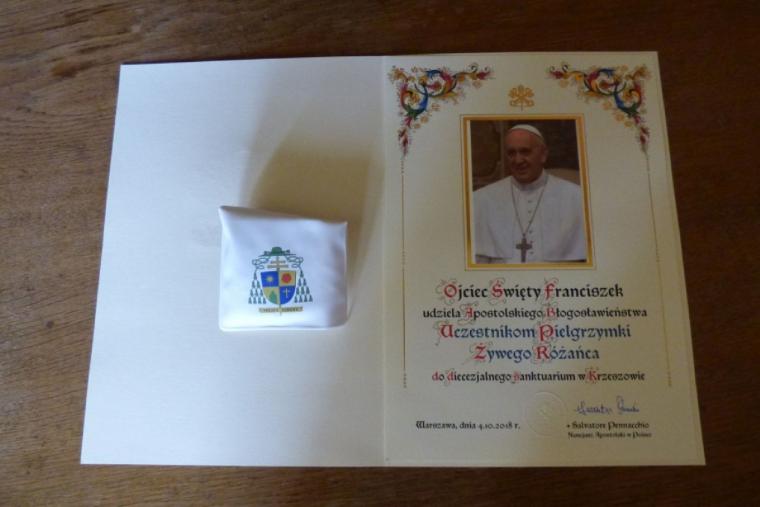 Ojciec Święty Franciszek
udziela Apostolskiego Błogosławieństwa
Uczestnikom Pielgrzymki
Żywego Różańca
do diecezjalnego sanktuarium w Krzeszowie
Warszawa, dnia 4.10.2018 r.
+ Salvatore Pennacchio
Nuncjusz Apostolski w Polsce